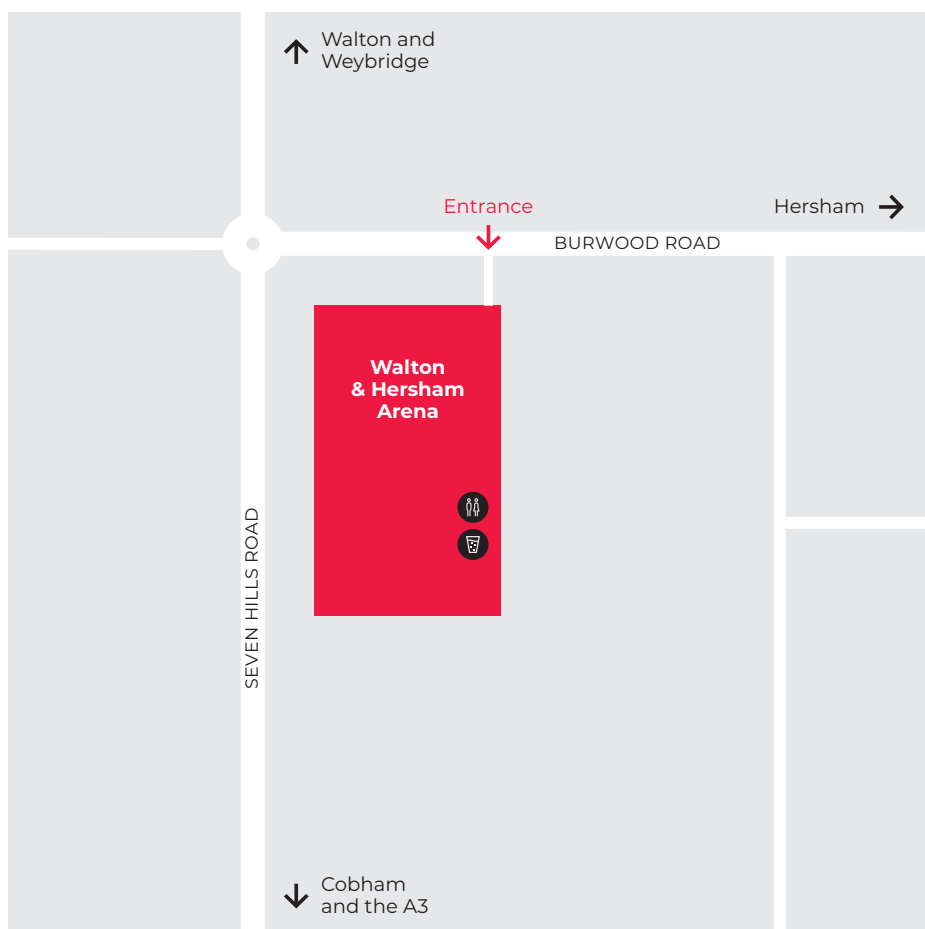 Walton and
Weybridge
Entrance
Hersham
BURWOOD ROAD
Walton
& Hersham
Arena
SEVEN HILLS ROAD
Cobham
and the A3